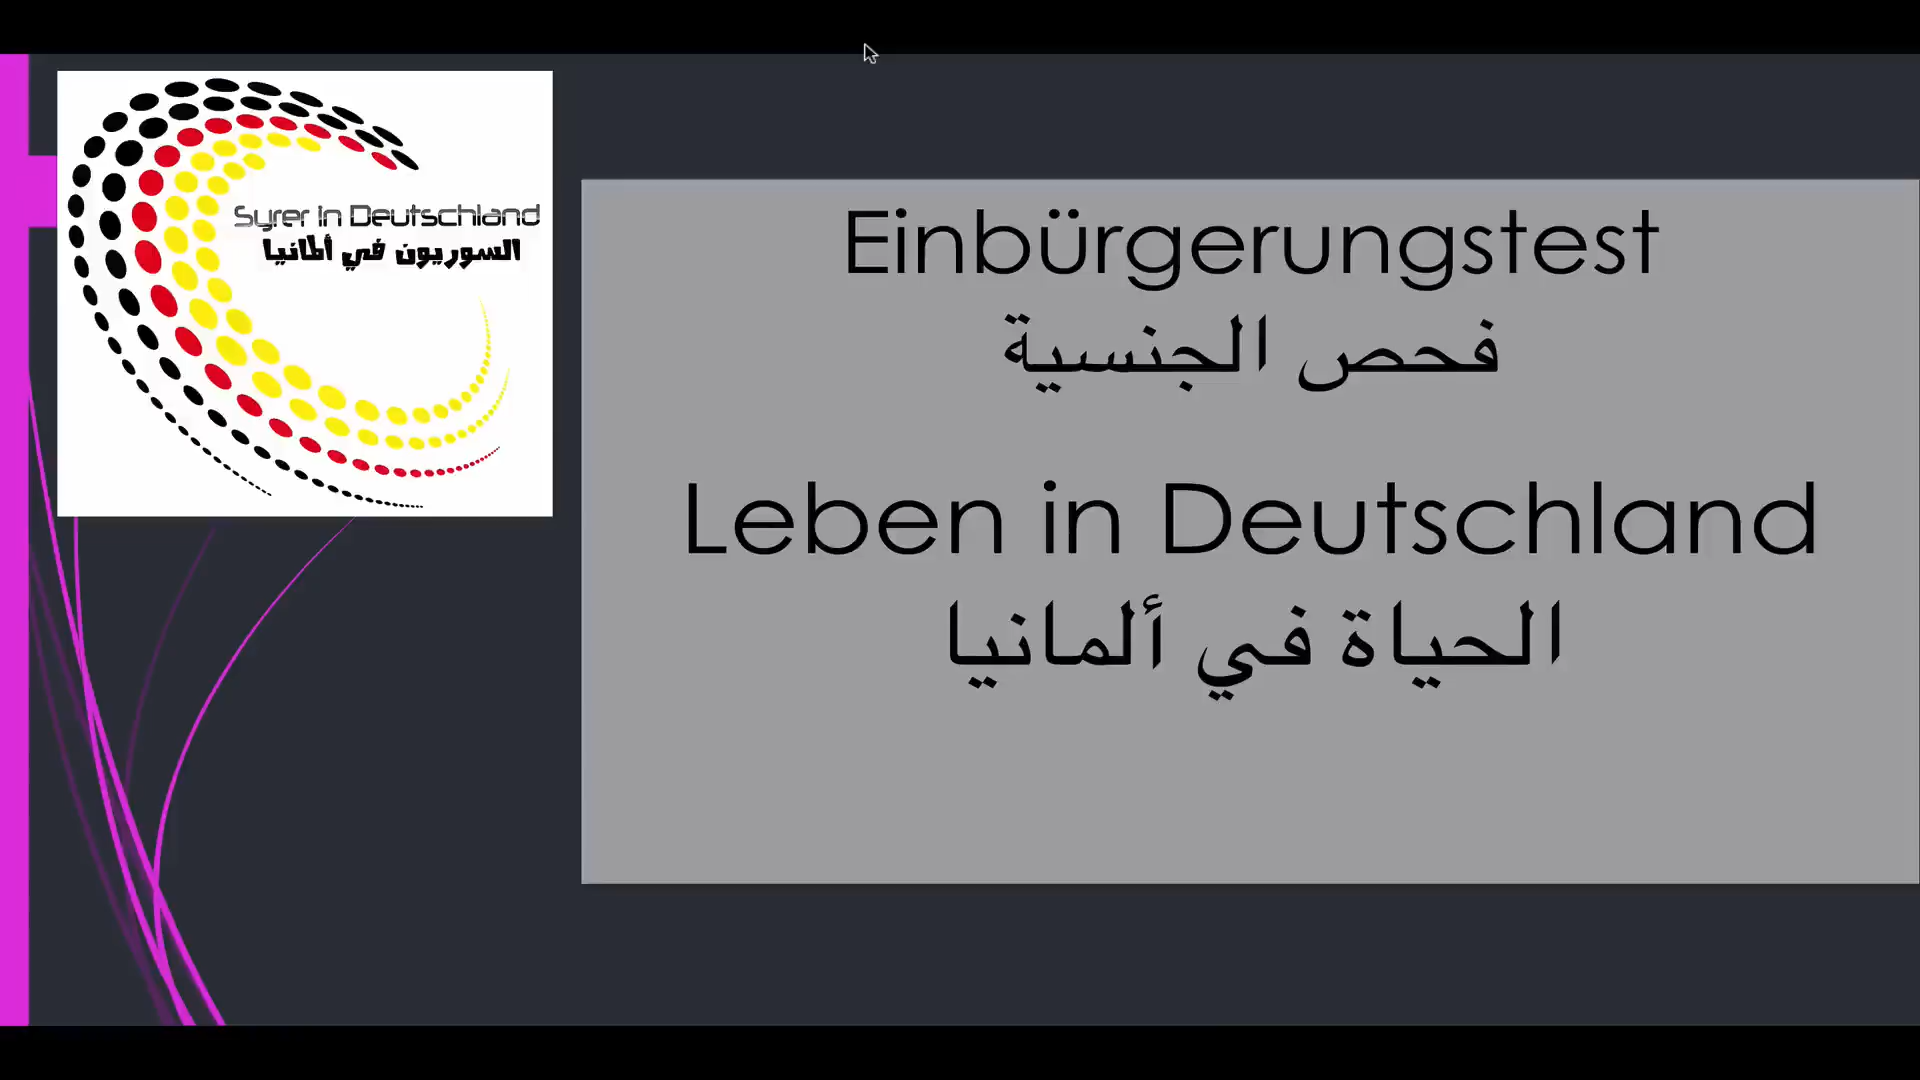 Syrer in Deutschland
السوريون في ألمانيا
Einbürgerungstest
فحص الجنسية
Leben in Deutschland
الحياة في ألمانيا